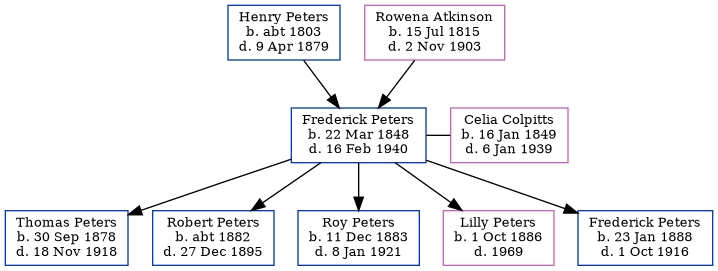 Henry Peters
b. abt 1803
d. 9 Apr 1879
Rowena Atkinson
b. 15 Jul 1815
d. 2 Nov 1903
Frederick Peters
b. 22 Mar 1848
d. 16 Feb 1940
Celia Colpitts
b. 16 Jan 1849
d. 6 Jan 1939
Thomas Peters
b. 30 Sep 1878
d. 18 Nov 1918
Robert Peters
b. abt 1882
d. 27 Dec 1895
Roy Peters
b. 11 Dec 1883
d. 8 Jan 1921
Lilly Peters
b. 1 Oct 1886
d. 1969
Frederick Peters
b. 23 Jan 1888
d. 1 Oct 1916